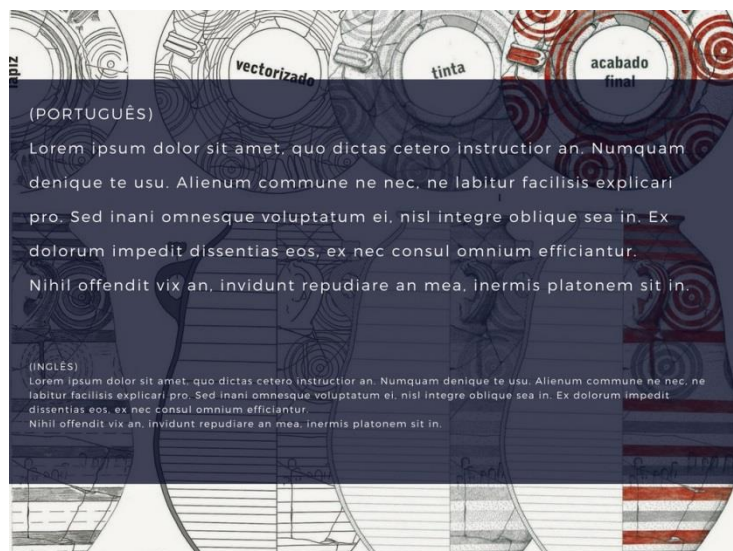 lapiz
vectorizado
tinta
acabado
final
(PORTUGUÊS)
Lorem ipsum dolor sit amet, quo dictas cetero instructior an. Numquam
denique te usu. Alienum commune ne nec, ne labitur facilisis explicari
pro. Sed inani omnesque voluptatum ei, nisl integre oblique sea in. Ex
dolorum impedit dissentias eos, ex nec consul omnium efficiantur.
Nihil offendit vix an, invidunt repudiare an mea, inermis platonem sit in.
(INGLÊS)
Lorem ipsum dolor sit amet, quo dictas cetero instructior an. Numquam denique te usu. Alienum commune ne nec, ne
labitur facilisis explicari pro. Sed inani omnesque voluptatum ei, nisl integre oblique sea in. Ex dolorum impedit
dissentias eos, ex nec consul omnium efficiantur.
Nihil offendit vix an, invidunt repudiare an mea, inermis platonem sit in.